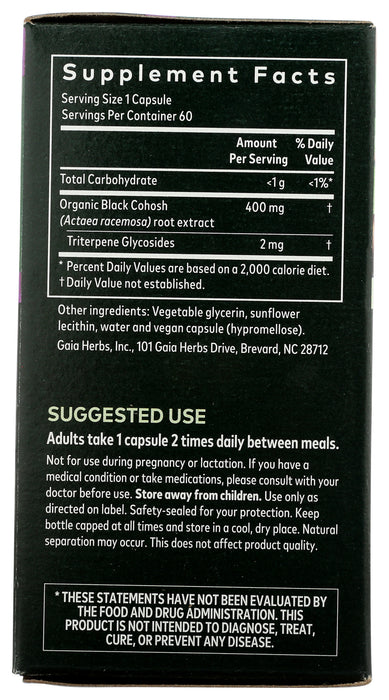 Supplement Facts
Serving Size 1 Capsule
Servings Per Container 60
Amount Per Serving % Daily Value
Total Carbohydrate <1 g <1%*
Organic Black Cohosh 400 mg †
(Actaea racemosa) root extract
Triterpene Glycosides 2 mg †
* Percent Daily Values are based on a 2,000 calorie diet.
† Daily Value not established.
Other ingredients: Vegetable glycerin, sunflower
lecithin, water and vegan capsule (hypromellose).
Gaia Herbs, Inc., 101 Gaia Herbs Drive, Brevard, NC 28712
SUGGESTED USE
Adults take 1 capsule 2 times daily between meals.
Not for use during pregnancy or lactation. If you have a
medical condition or take medications, please consult with your
doctor before use. Store away from children. Use only as
directed on label. Safety-sealed for your protection. Keep
bottle capped at all times and store in a cool, dry place. Natural
separation may occur. This does not affect product quality.
* THESE STATEMENTS HAVE NOT BEEN EVALUATED BY
THE FOOD AND DRUG ADMINISTRATION. THIS
PRODUCT IS NOT INTENDED TO DIAGNOSE, TREAT,
CURE, OR PREVENT ANY DISEASE.